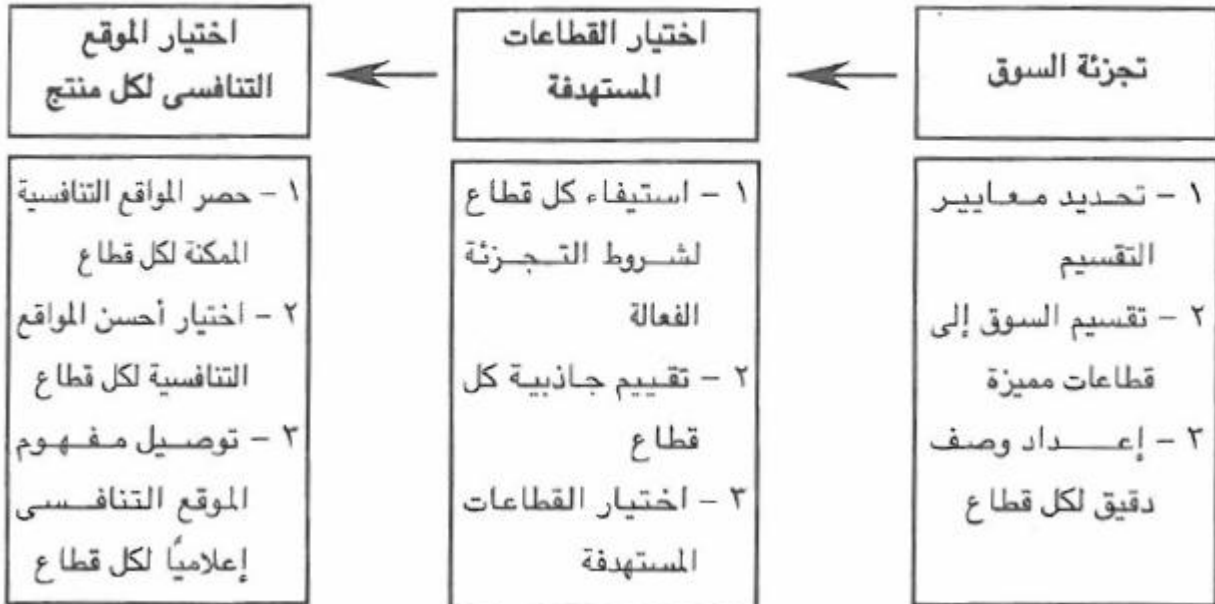 تجزئة السوق
اختيار القطاعات
المستهدفة
اختيار الموقع
التنافسى لكل منتج
١ - تحديد معايير
التقسيم
٢ - تقسيم السوق إلى
قطاعات مميزة
٣ - إعداد وصف
دقيق لكل قطاع
١ - استيفاء كل قطاع
لشروط التجزئة
الفعالة
٢ - تقييم جاذبية كل
قطاع
٣ - اختيار القطاعات
المستهدفة
١ - حصر المواقع التنافسية
الممكنة لكل قطاع
٢ - اختيار أحسن المواقع
التنافسية لكل قطاع
٣ - توصيل مفهوم
الموقع التنافسى
إعلاميًا لكل قطاع